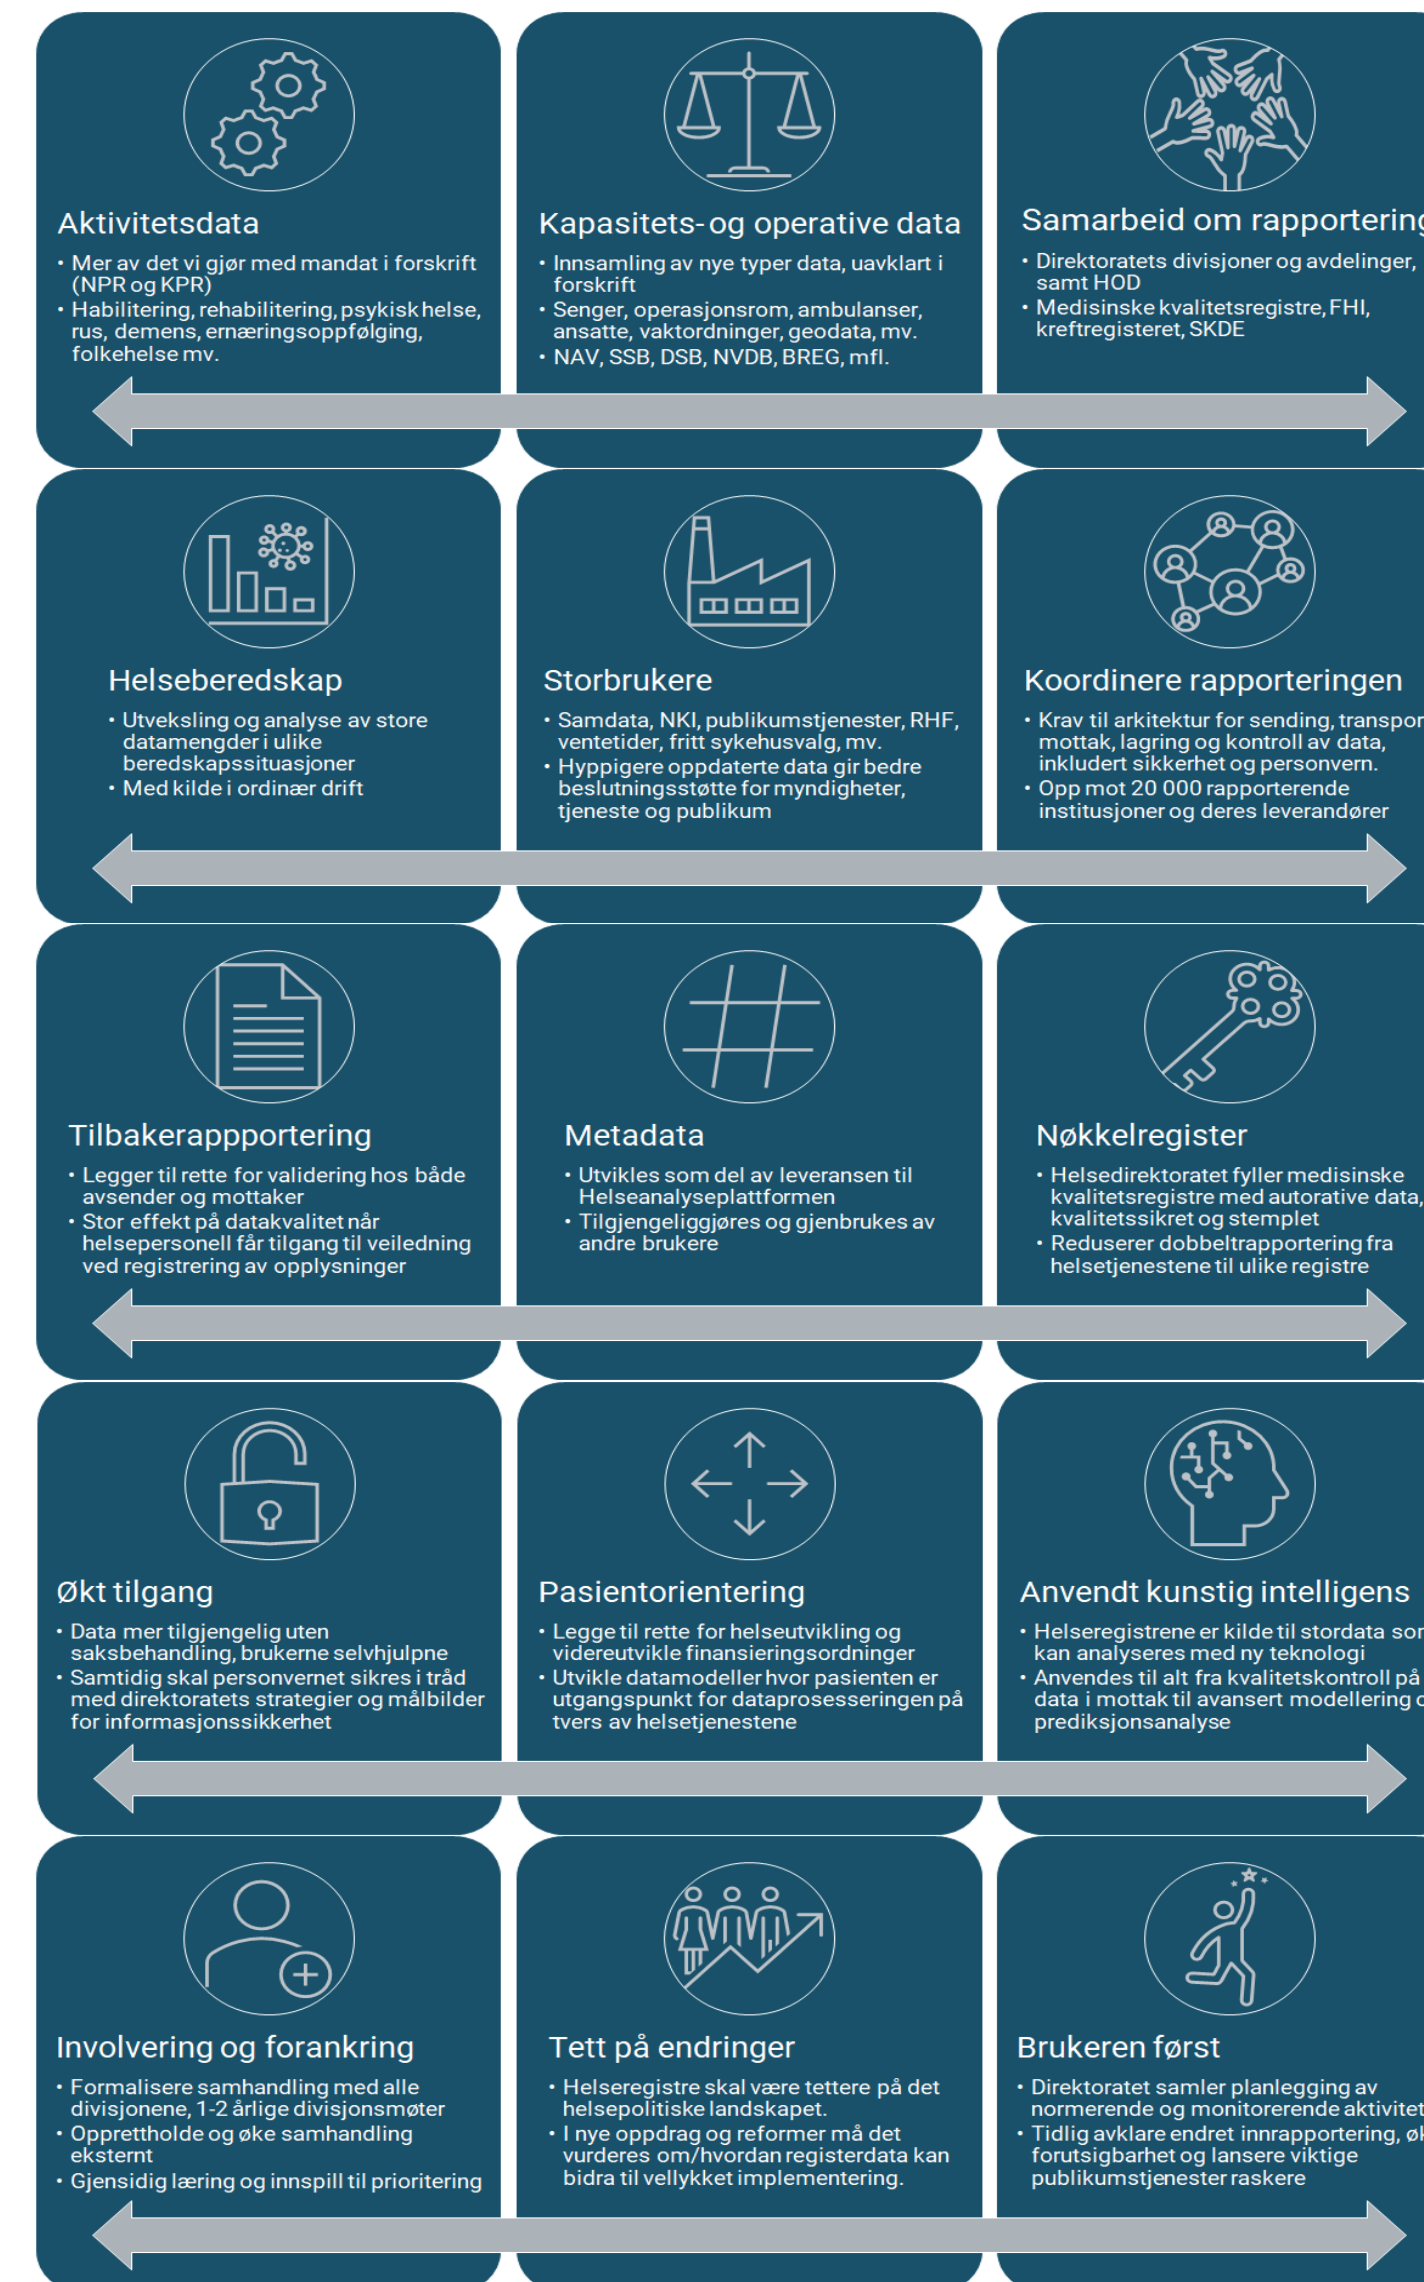 Aktivitetsdata
• Mer av det vi gjør med mandat i forskrift
(NPR og KPR)
• Habilitering, rehabilitering, psykisk helse,
rus, demens, ernæringsoppfølging,
folkehelse mv.
Kapasitets- og operative data
• Innsamling av nye typer data, uavklart i
forskrift
• Senger, operasjonsrom, ambulanser,
ansatte, vaktordninger, geodata, mv.
• NAV, SSB, DSB, NVDB, BREG, mfl.
Samarbeid om rapportering
• Direktoratets divisjoner og avdelinger,
samt HOD
• Medisinske kvalitetsregistre, FHI,
kreftregisteret, SKDE
Helseberedskap
• Utveksling og analyse av store
datamengder i ulike
beredskapssituasjoner
• Med kilde i ordinær drift
Storbrukere
• Samdata, NKI, publikumstjenester, RHF,
ventetider, fritt sykehusvalg, mv.
• Hyppigere oppdaterte data gir bedre
beslutningsstøtte for myndigheter,
tjeneste og publikum
Koordinere rapporteringen
• Krav til arkitektur for sending, transpor
mottak, lagring og kontroll av data,
inkludert sikkerhet og personvern.
• Opp mot 20 000 rapporterende
institusjoner og deres leverandører
Tilbakerappportering
• Legger til rette for validering hos både
avsender og mottaker
• Stor effekt på datakvalitet når
helsepersonell får tilgang til veiledning
ved registrering av opplysninger
Metadata
• Utvikles som del av leveransen til
Helseanalyseplattformen
• Tilgjengeliggjøres og gjenbrukes av
andre brukere
Nøkkelregister
• Helsedirektoratet fyller medisinske
kvalitetsregistre med autorative data,
kvalitetssikret og stemplet
• Reduserer dobbeltrapportering fra
helsetjenestene til ulike registre
Økt tilgang
• Data mer tilgjengelig uten
saksbehandling, brukerne selvhjulpne
• Samtidig skal personvernet sikres i tråd
med direktoratets strategier og målbilder
for informasjonssikkerhet
Pasientorientering
• Legge til rette for helseutvikling og
videreutvikle finansieringsordninger
• Utvikle datamodeller hvor pasienten er
utgangspunkt for dataprosesseringen på
tvers av helsetjenestene
Anvendt kunstig intelligens
• Helseregistrene er kilde til stordata som
kan analyseres med ny teknologi
• Anvendes til alt fra kvalitetskontroll på
data i mottak til avansert modellering
prediksjonsanalyse
Involvering og forankring
• Formalisere samhandling med alle
divisjonene, 1-2 årlige divisjonsmøter
• Opprettholde og øke samhandling
eksternt
• Gjensidig læring og innspill til prioritering
Tett på endringer
• Helseregistre skal være tettere på det
helsepolitiske landskapet.
• I nye oppdrag og reformer må det
vurderes om/hvordan registerdata kan
bidra til vellykket implementering.
Brukeren først
• Direktoratet samler planlegging av
normerende og monitorerende aktivitet
• Tidlig avklare endret innrapportering,
forutsigbarhet og lansere viktige
publikumstjenester raskere